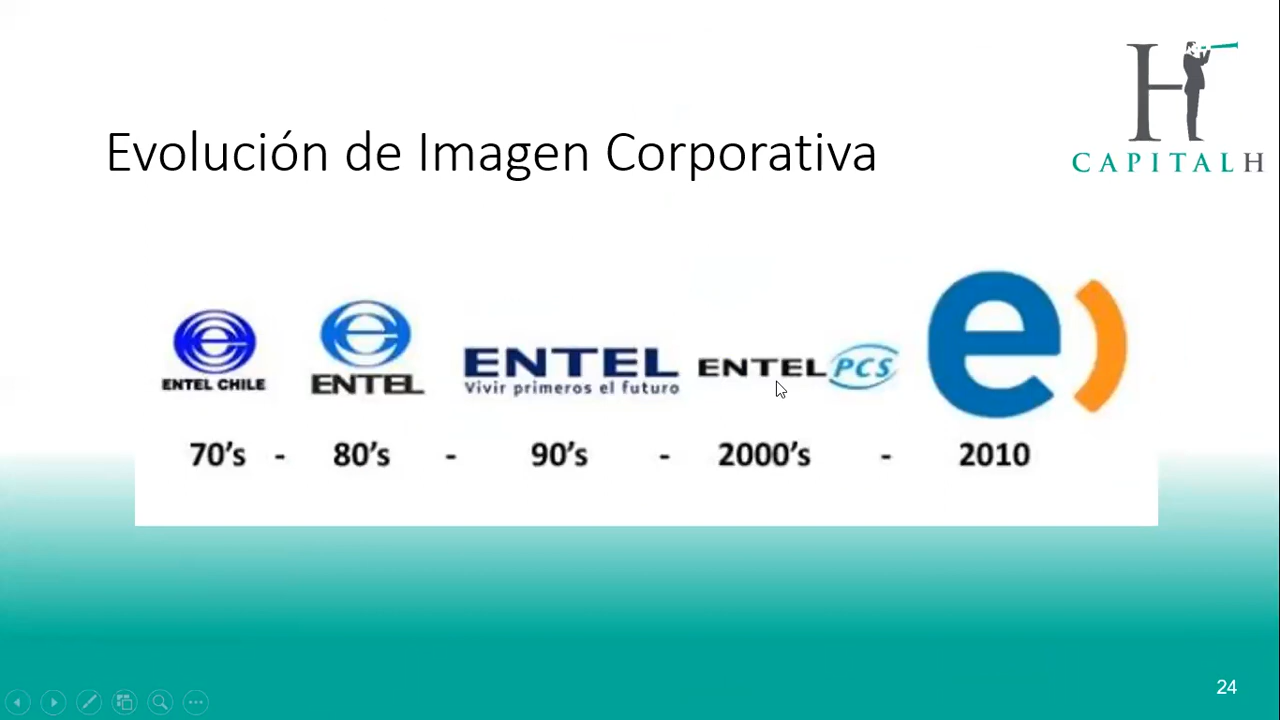 H
CAPITALH
Evolución de Imagen Corporativa
e
ENTEL CHILE
e
ENTEL
ENTEL
Vivir primeros el futuro
ENTEL PCS
e)
70’s - 80’s - 90’s - 2000’s - 2010
24